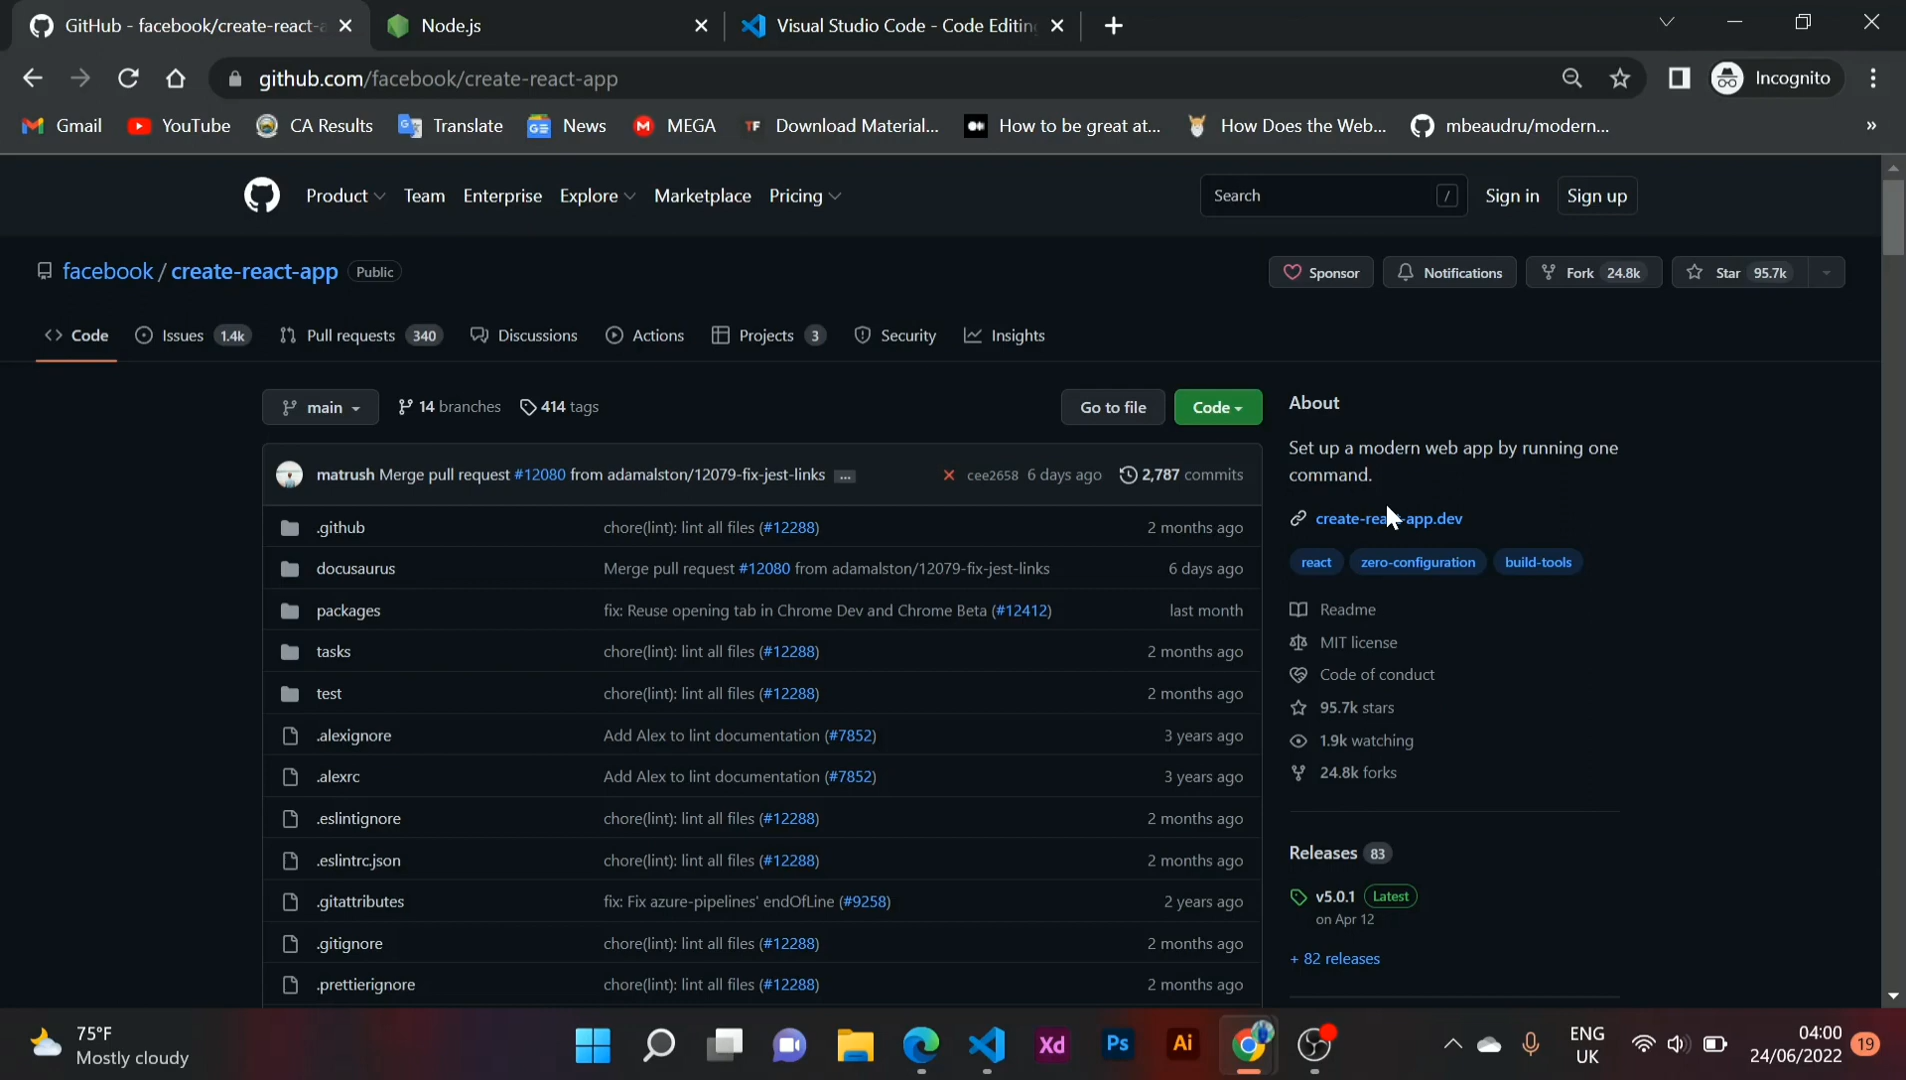 GitHub - facebook/create-react-a
Node.js
Visual Studio Code - Code Editin
github.com/facebook/create-react-app
Incognito
Gmail
YouTube
CA Results
Translate
News
MEGA
Download Material...
How to be great at...
How Does the Web...
mbeaudru/modern...
»
Product
Team
Enterprise
Explore
Marketplace
Pricing
Search /
Sign in
Sign up
facebook / create-react-app Public
Sponsor
Notifications
Fork 24.8k
Star 95.7k
Code
Issues 1.4k
Pull requests 340
Discussions
Actions
Projects 3
Security
Insights
main
14 branches
414 tags
Go to file
Code
matrush Merge pull request #12080 from adamalston/12079-fix-jest-links ... cee2658 6 days ago 2,787 commits
.github chore(lint): lint all files (#12288) 2 months ago
docusaurus Merge pull request #12080 from adamalston/12079-fix-jest-links 6 days ago
packages fix: Reuse opening tab in Chrome Dev and Chrome Beta (#12412) last month
tasks chore(lint): lint all files (#12288) 2 months ago
test chore(lint): lint all files (#12288) 2 months ago
.alexignore Add Alex to lint documentation (#7852) 3 years ago
.alexrc Add Alex to lint documentation (#7852) 3 years ago
.eslintignore chore(lint): lint all files (#12288) 2 months ago
.eslintrc.json chore(lint): lint all files (#12288) 2 months ago
.gitattributes fix: Fix azure-pipelines' endOfLine (#9258) 2 years ago
.gitignore chore(lint): lint all files (#12288) 2 months ago
.prettierignore chore(lint): lint all files (#12288) 2 months ago
About
Set up a modern web app by running one
command.
create-react-app.dev
react zero-configuration build-tools
Readme
MIT license
Code of conduct
95.7k stars
1.9k watching
24.8k forks
Releases 83
v5.0.1 Latest
on Apr 12
+ 82 releases
75°F
Mostly cloudy
Xd
Ps
Ai
ENG
UK
04:00
24/06/2022
19